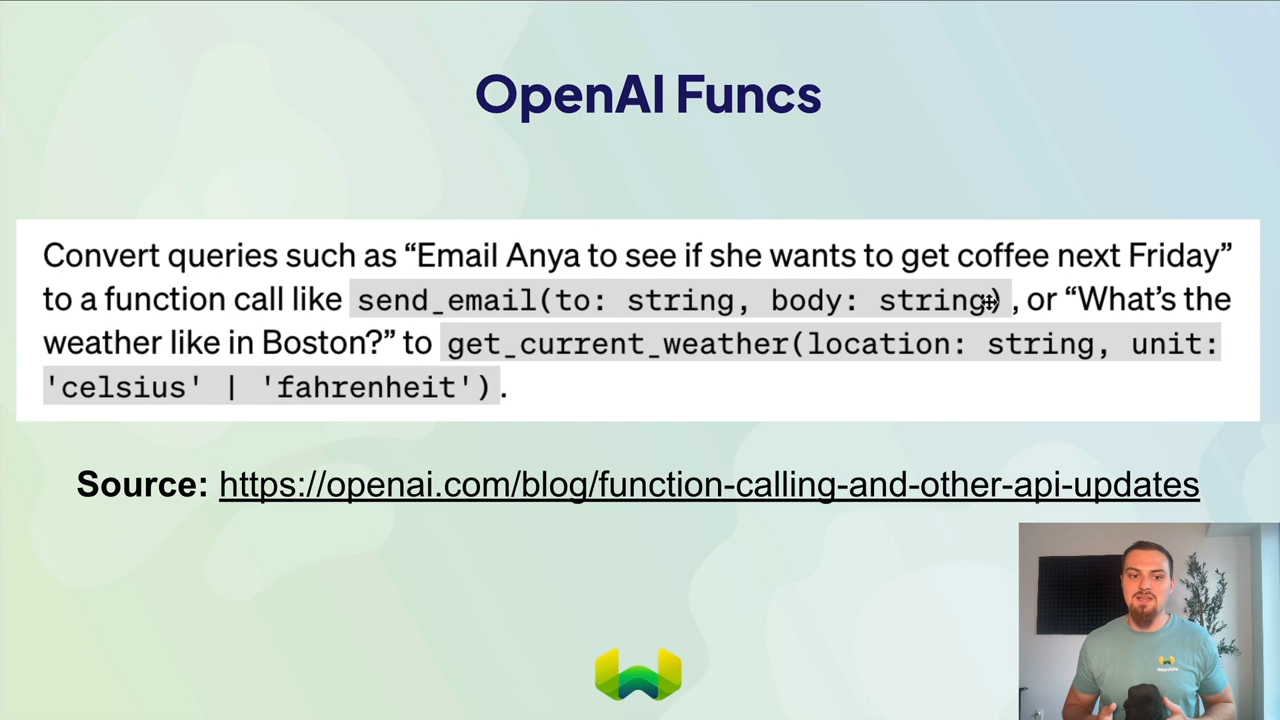 OpenAI Funcs
Convert queries such as “Email Anya to see if she wants to get coffee next Friday”
to a function call like send_email(to: string, body: string), or “What’s the
weather like in Boston?” to get_current_weather(location: string, unit:
'celsius' | 'fahrenheit').
Source: https://openai.com/blog/function-calling-and-other-api-updates